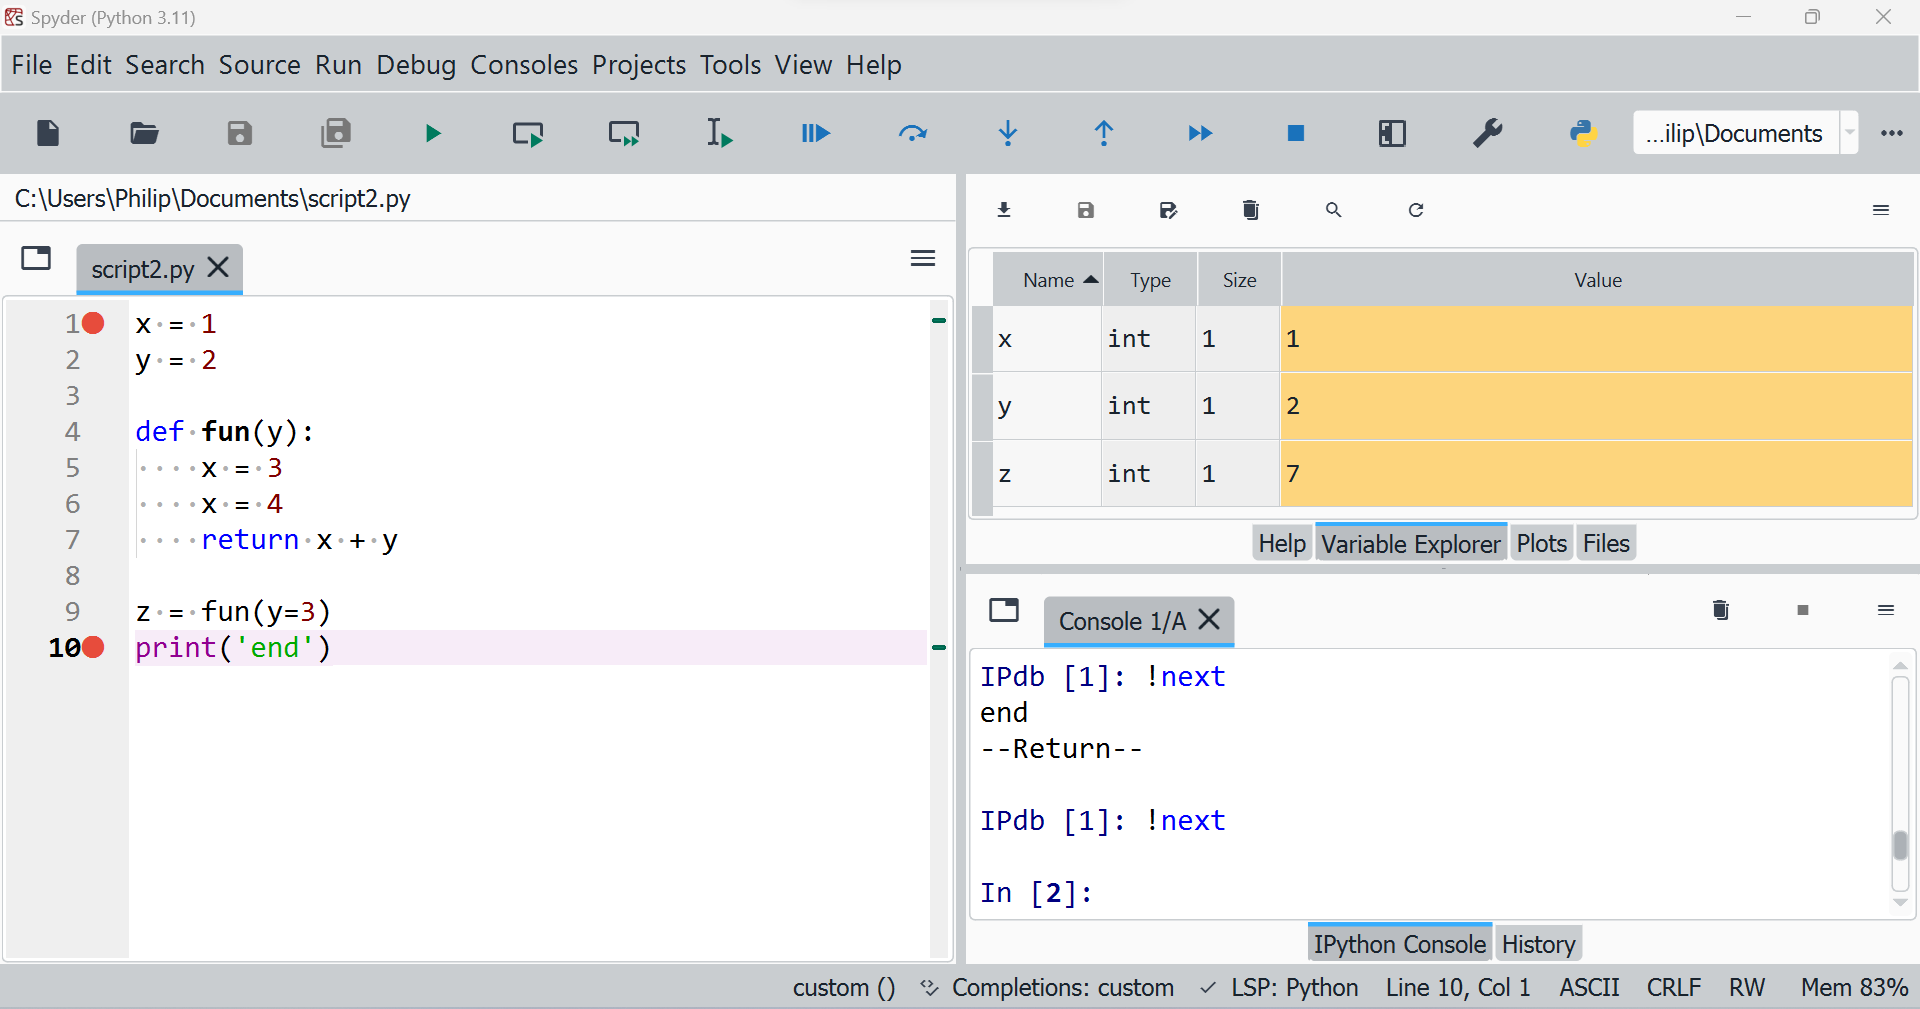 Spyder (Python 3.11)
File Edit Search Source Run Debug Consoles Projects Tools View Help
...ilip\Documents
C:\Users\Philip\Documents\script2.py
script2.py
1 x = 1
2 y = 2
3
4 def fun(y):
5 x = 3
6 x = 4
7 return x + y
8
9 z = fun(y=3)
10 print('end')
Name Type Size Value
x int 1 1
y int 1 2
z int 1 7
Help Variable Explorer Plots Files
Console 1/A
IPdb [1]: !next
end
--Return--
IPdb [1]: !next
In [2]:
IPython Console History
custom () Completions: custom LSP: Python Line 10, Col 1 ASCII CRLF RW Mem 83%